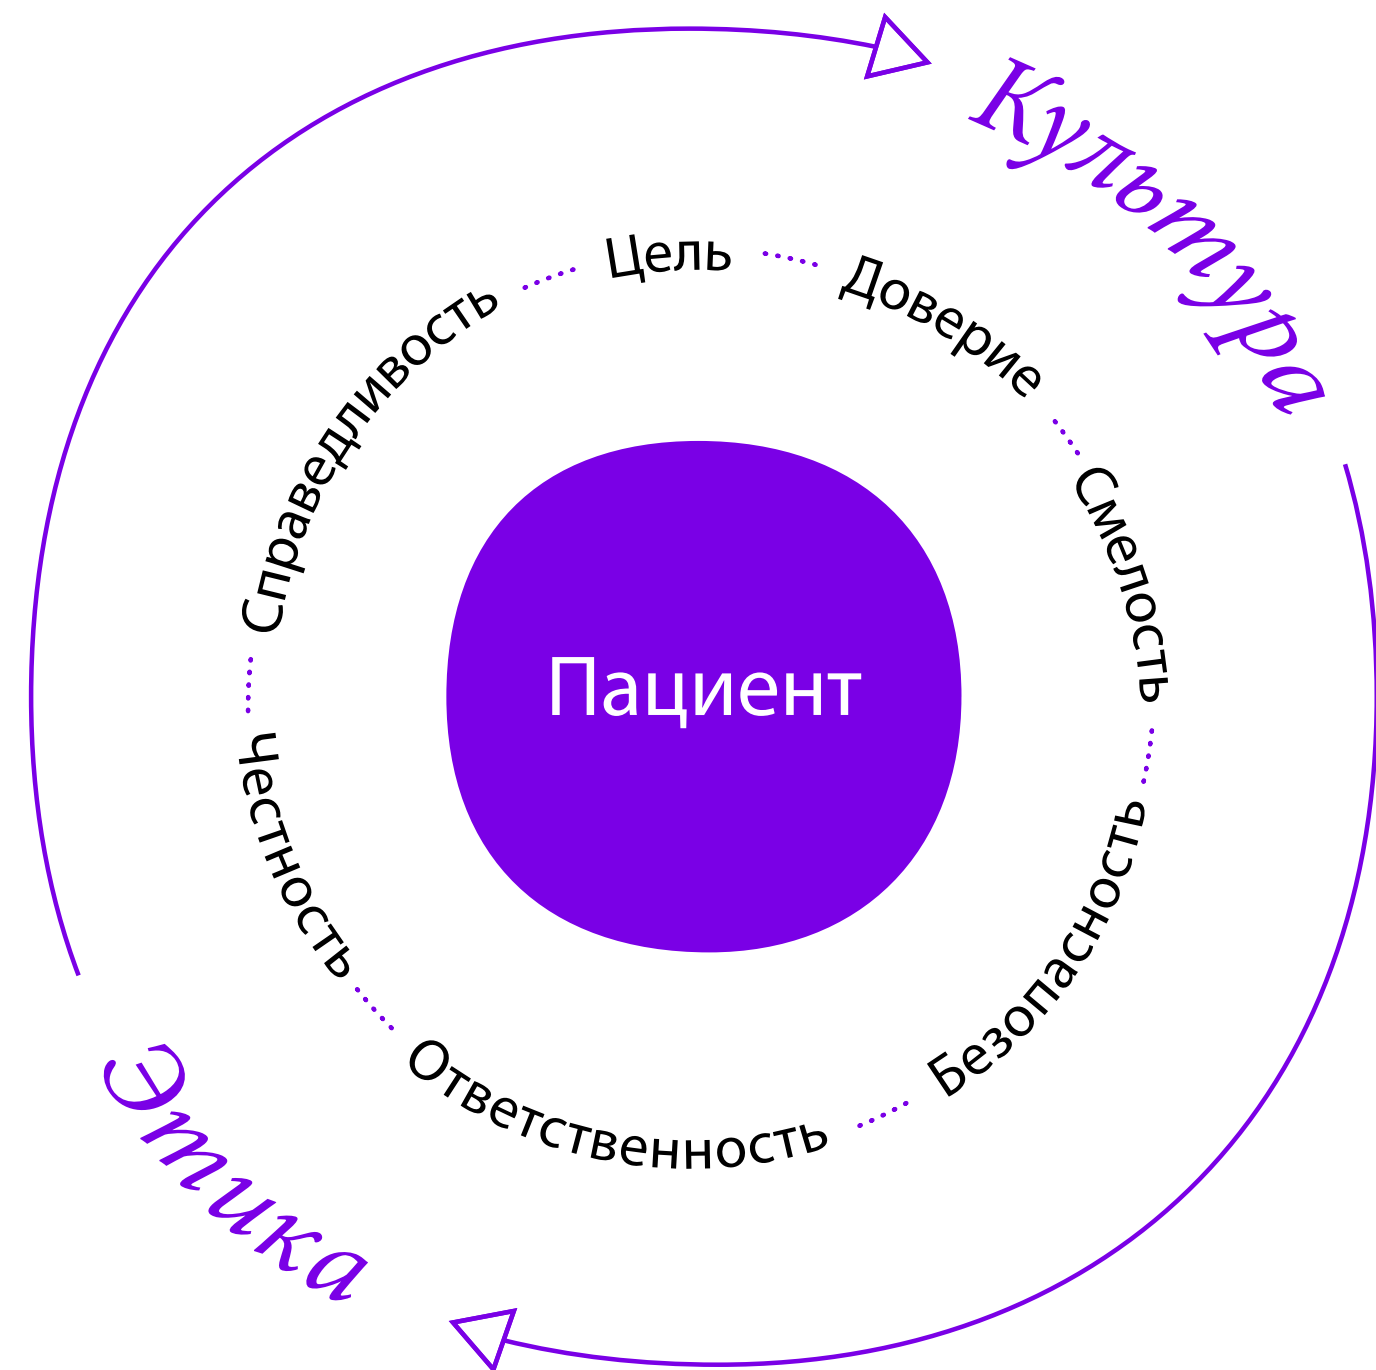 Культура
Цель
Доверие
Смелость
Безопасность
Ответственность
Честность
Справедливость
Пациент
Этика